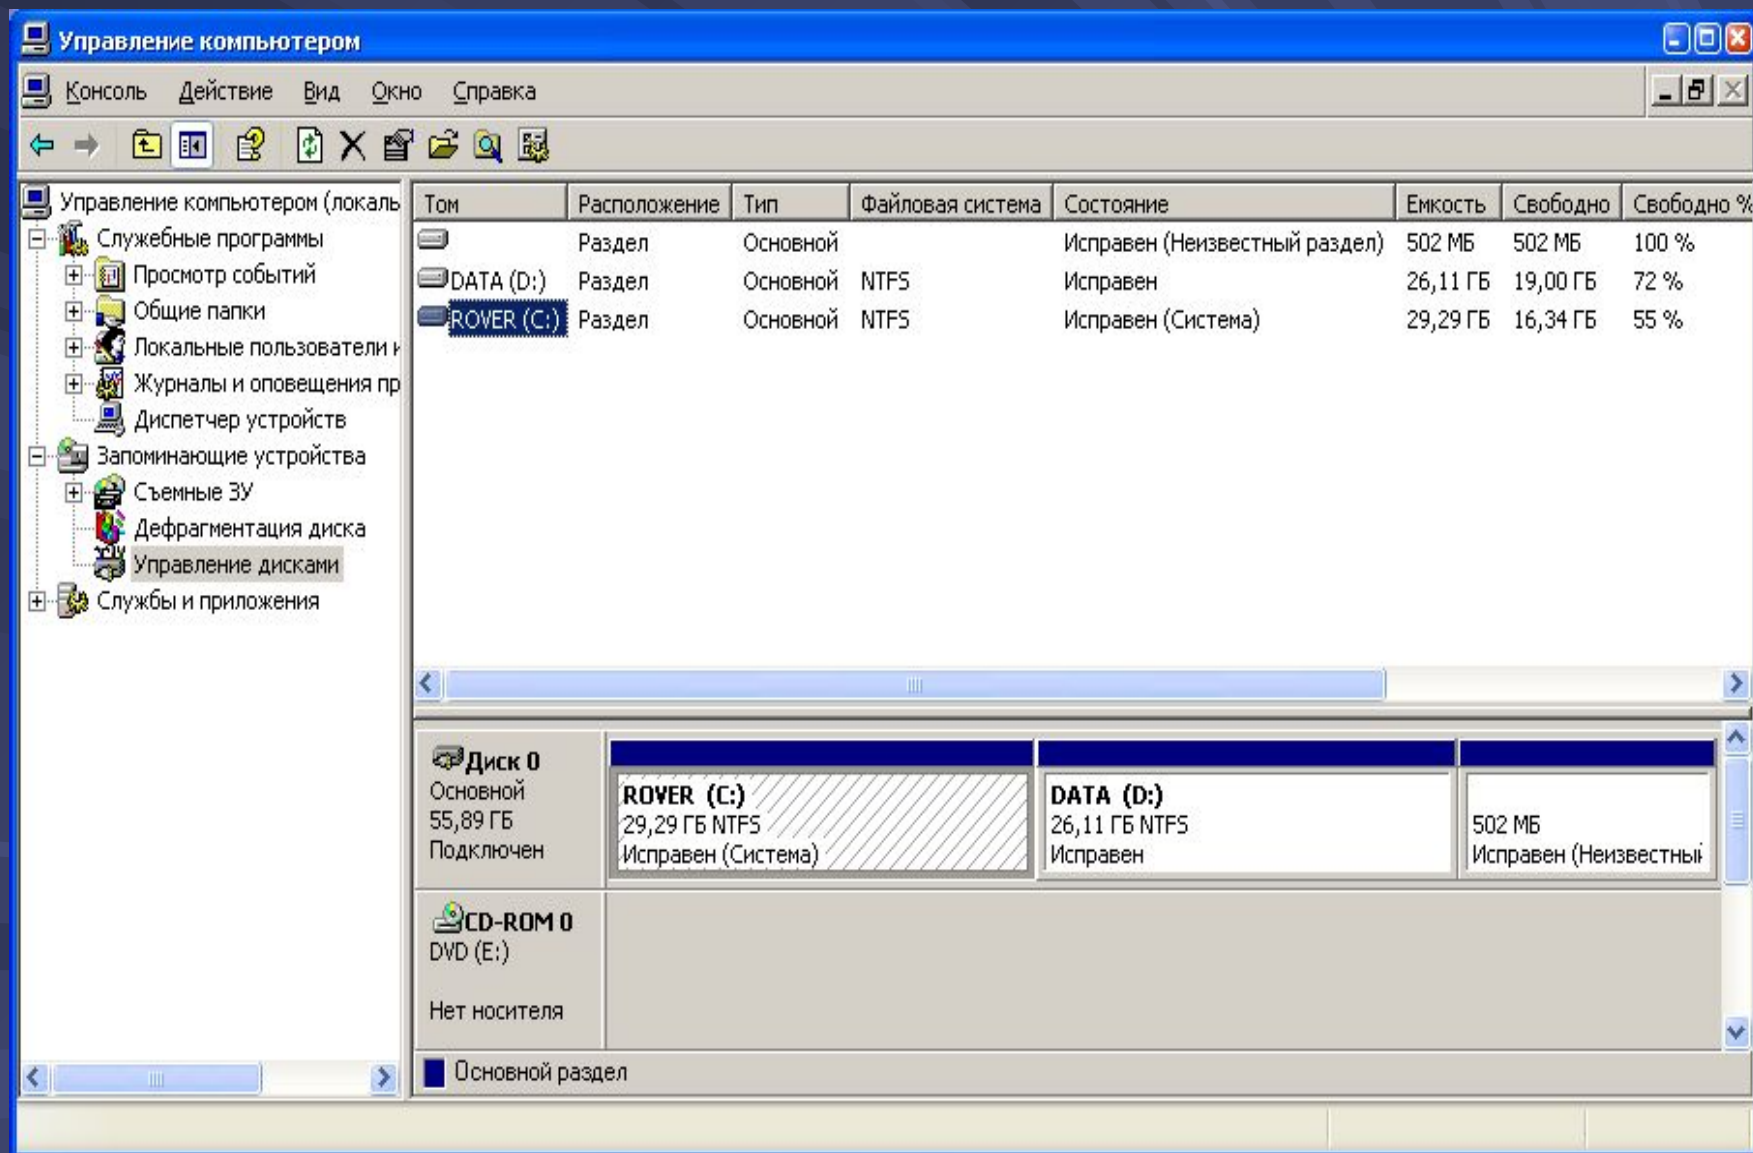 Управление компьютером
Консоль Действие Вид Окно Справка
Управление компьютером (локаль
Служебные программы
Просмотр событий
Общие папки
Локальные пользователи и
Журналы и оповещения пр
Диспетчер устройств
Запоминающие устройства
Съемные ЗУ
Дефрагментация диска
Управление дисками
Службы и приложения
Том Расположение Тип Файловая система Состояние Емкость Свободно Свободно %
Раздел Основной Исправен (Неизвестный раздел) 502 МБ 502 МБ 100 %
DATA (D:) Раздел Основной NTFS Исправен 26,11 ГБ 19,00 ГБ 72 %
ROVER (C:) Раздел Основной NTFS Исправен (Система) 29,29 ГБ 16,34 ГБ 55 %
Диск 0
Основной
55,89 ГБ
Подключен
ROVER (C:)
29,29 ГБ NTFS
Исправен (Система)
DATA (D:)
26,11 ГБ NTFS
Исправен
502 МБ
Исправен (Неизвестный
CD-ROM 0
DVD (E:)
Нет носителя
Основной раздел